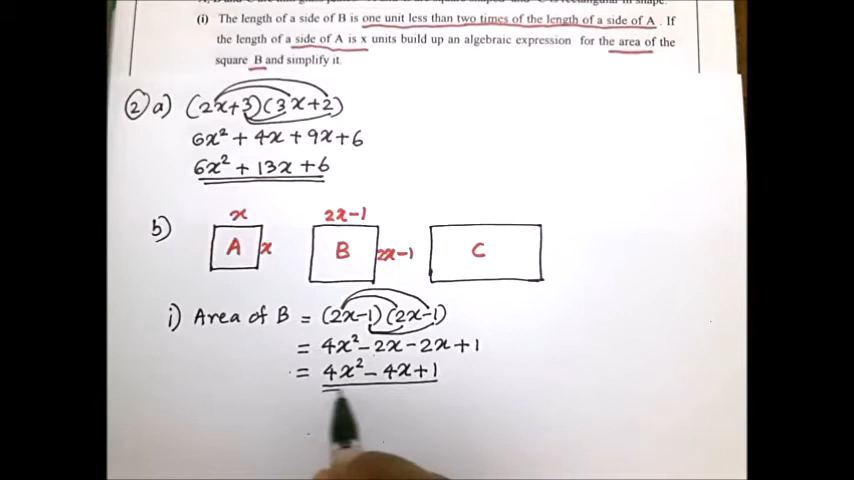 (i) The length of a side of B is one unit less than two times of the length of a side of A . If
the length of a side of A is x units build up an algebraic expression for the area of the
square B and simplify it.
② a) (2x+3)(3x+2)
6x² + 4x + 9x + 6
6x² + 13x + 6
x 2x-1
b) A x B 2x-1 C
i) Area of B = (2x-1)(2x-1)
= 4x² - 2x - 2x + 1
= 4x² - 4x + 1